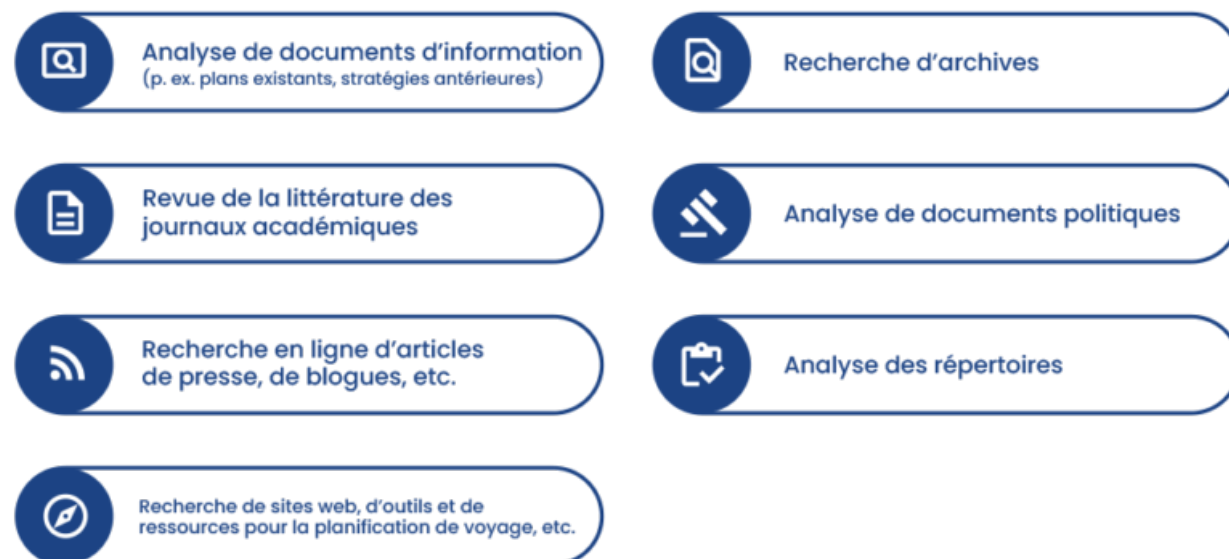 Analyse de documents d'information
(p. ex. plans existants, stratégies antérieures)
Revue de la littérature des
journaux académiques
Recherche en ligne d'articles
de presse, de blogues, etc.
Recherche de sites web, d'outils et de
ressources pour la planification de voyage, etc.
Recherche d'archives
Analyse de documents politiques
Analyse des répertoires